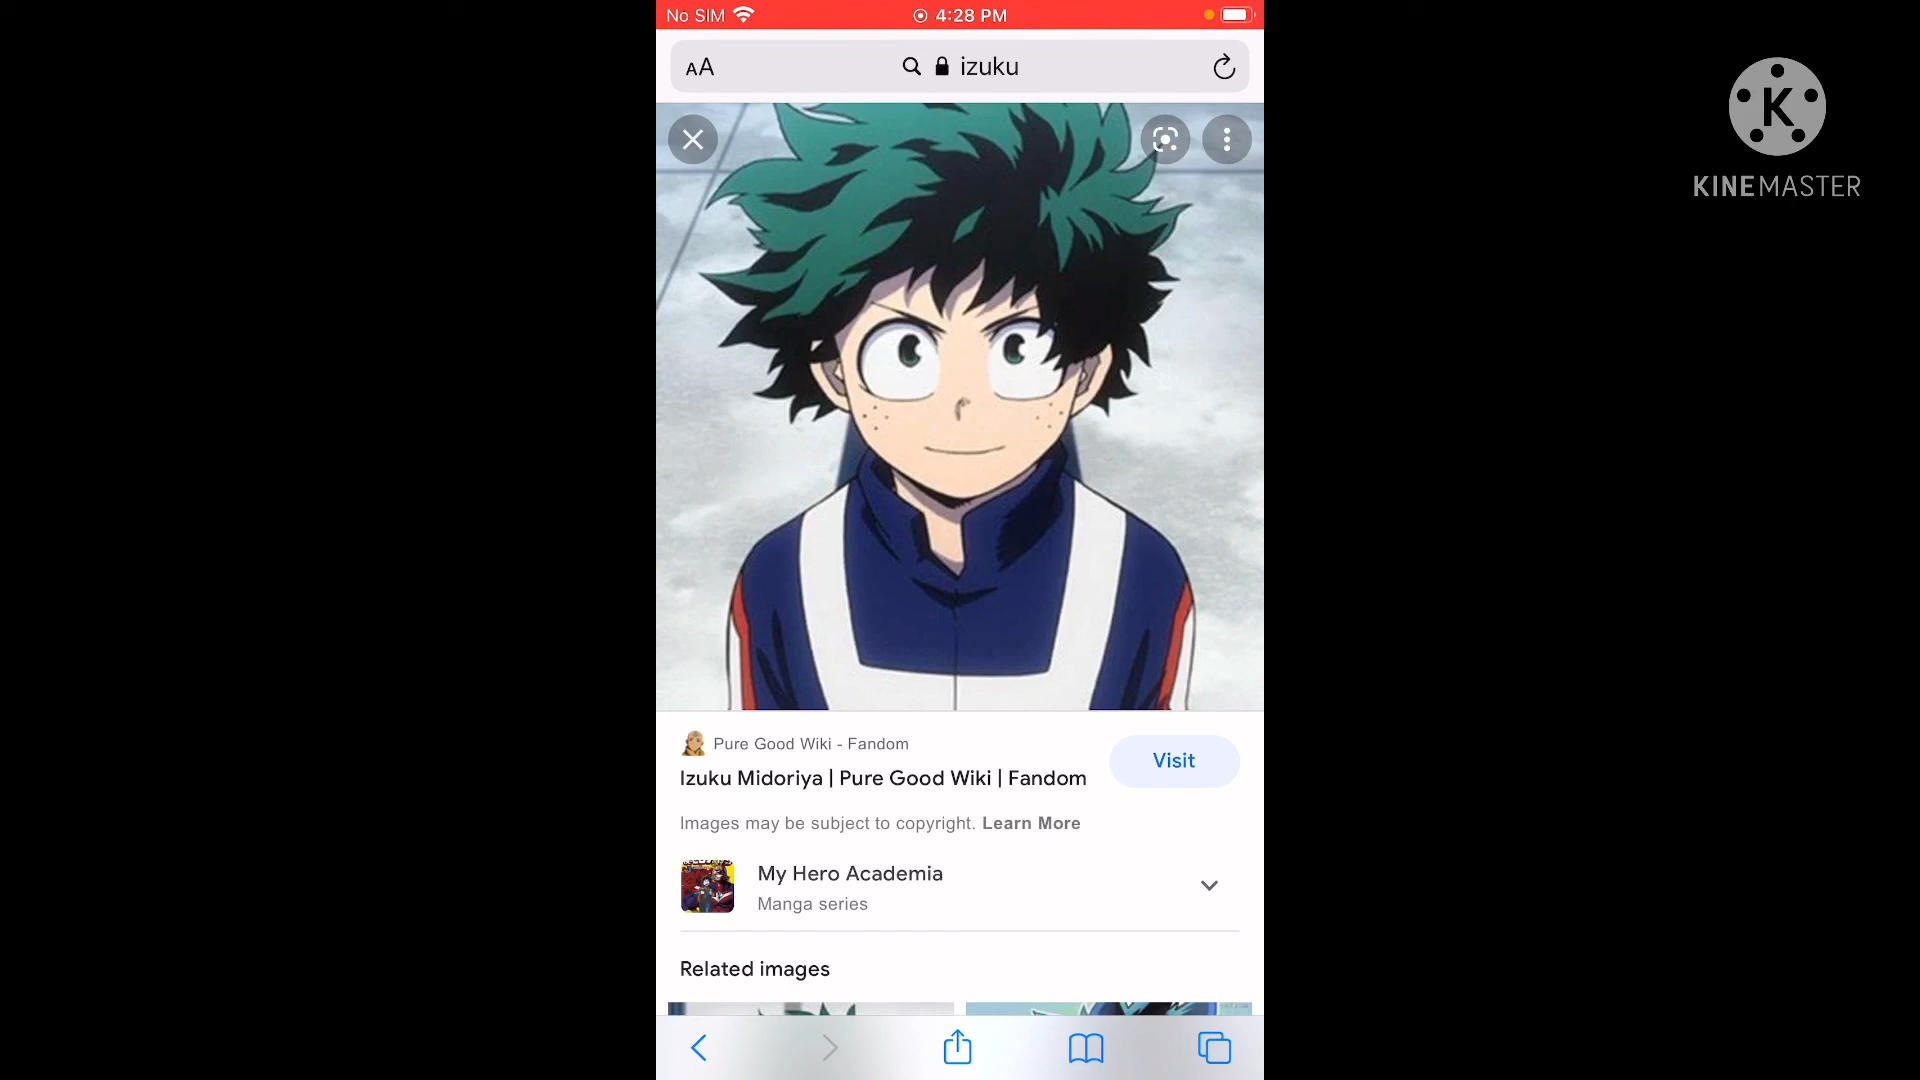 No SIM
4:28 PM
AA
izuku
K
KINEMASTER
Pure Good Wiki - Fandom
Izuku Midoriya | Pure Good Wiki | Fandom
Visit
Images may be subject to copyright. Learn More
My Hero Academia
Manga series
Related images